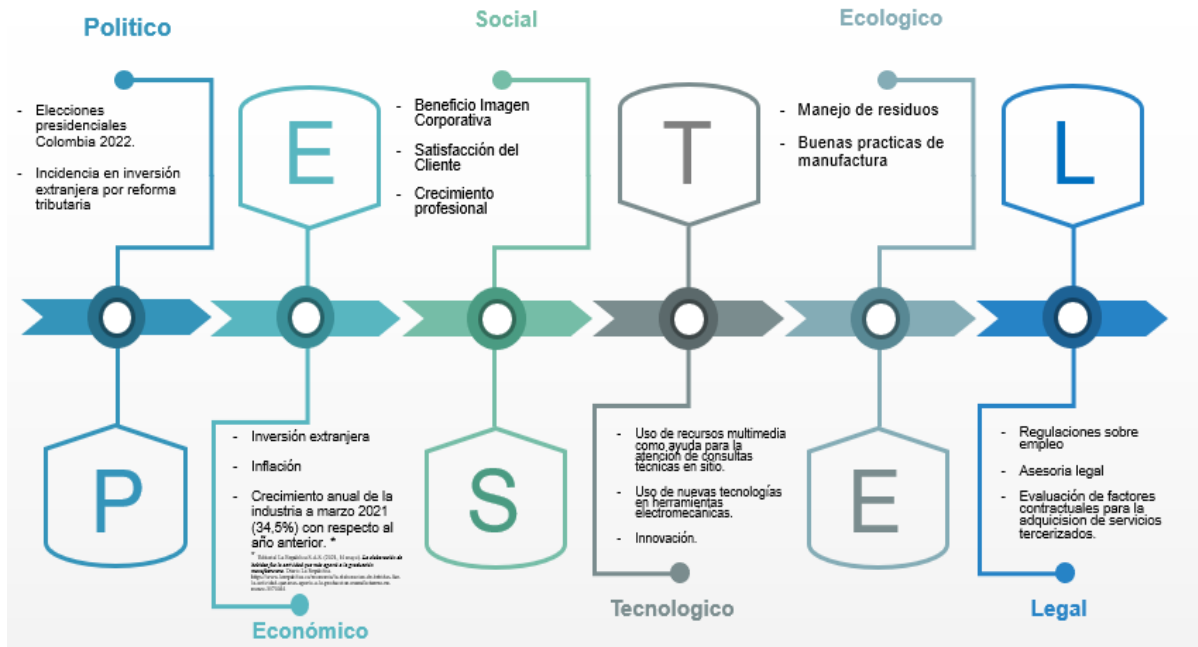 Politico
- Elecciones
presidenciales
Colombia 2022.
- Incidencia en inversión
extranjera por reforma
tributaria
P
E
- Inversión extranjera
- Inflación
- Crecimiento anual de la
industria a marzo 2021
(34,5%) con respecto al
año anterior. *
Económico
Social
- Beneficio Imagen
Corporativa
- Satisfacción del
Cliente
- Crecimiento
profesional
S
T
- Uso de recursos multimedia
como ayuda para la
atención de consultas
técnicas en sitio.
- Uso de nuevas tecnologías
en herramientas
electromecánicas.
- Innovación.
Tecnologico
Ecologico
- Manejo de residuos
- Buenas practicas de
manufactura
E
L
- Regulaciones sobre
empleo
- Asesoria legal
- Evaluación de factores
contractuales para la
adquicision de servicios
tercerizados.
Legal